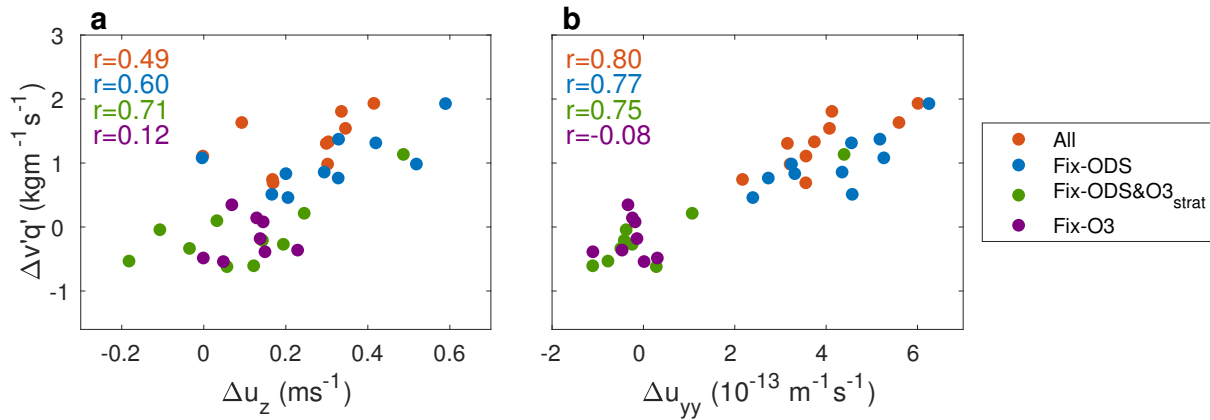 a
b
r=0.49
r=0.60
r=0.71
r=0.12
r=0.80
r=0.77
r=0.75
r=-0.08
3
2
1
0
-1
Δv'q' (kgm⁻¹s⁻¹)
-0.2 0 0.2 0.4 0.6
Δu_z (ms⁻¹)
-2 0 2 4 6
Δu_yy (10⁻¹³ m⁻¹s⁻¹)
All
Fix-ODS
Fix-ODS&O3_strat
Fix-O3